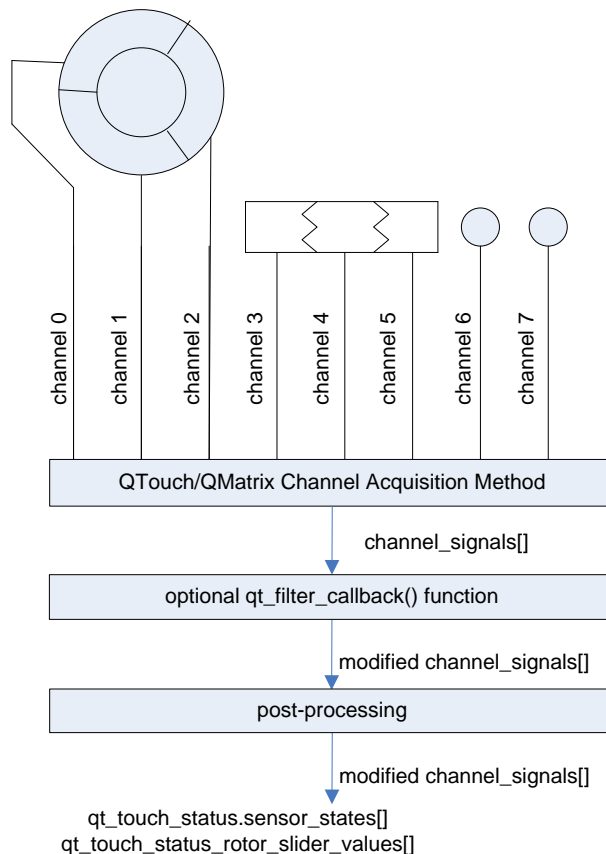 channel 0
channel 1
channel 2
channel 3
channel 4
channel 5
channel 6
channel 7
QTouch/QMatrix Channel Acquisition Method
channel_signals[]
optional qt_filter_callback() function
modified channel_signals[]
post-processing
modified channel_signals[]
qt_touch_status.sensor_states[]
qt_touch_status_rotor_slider_values[]